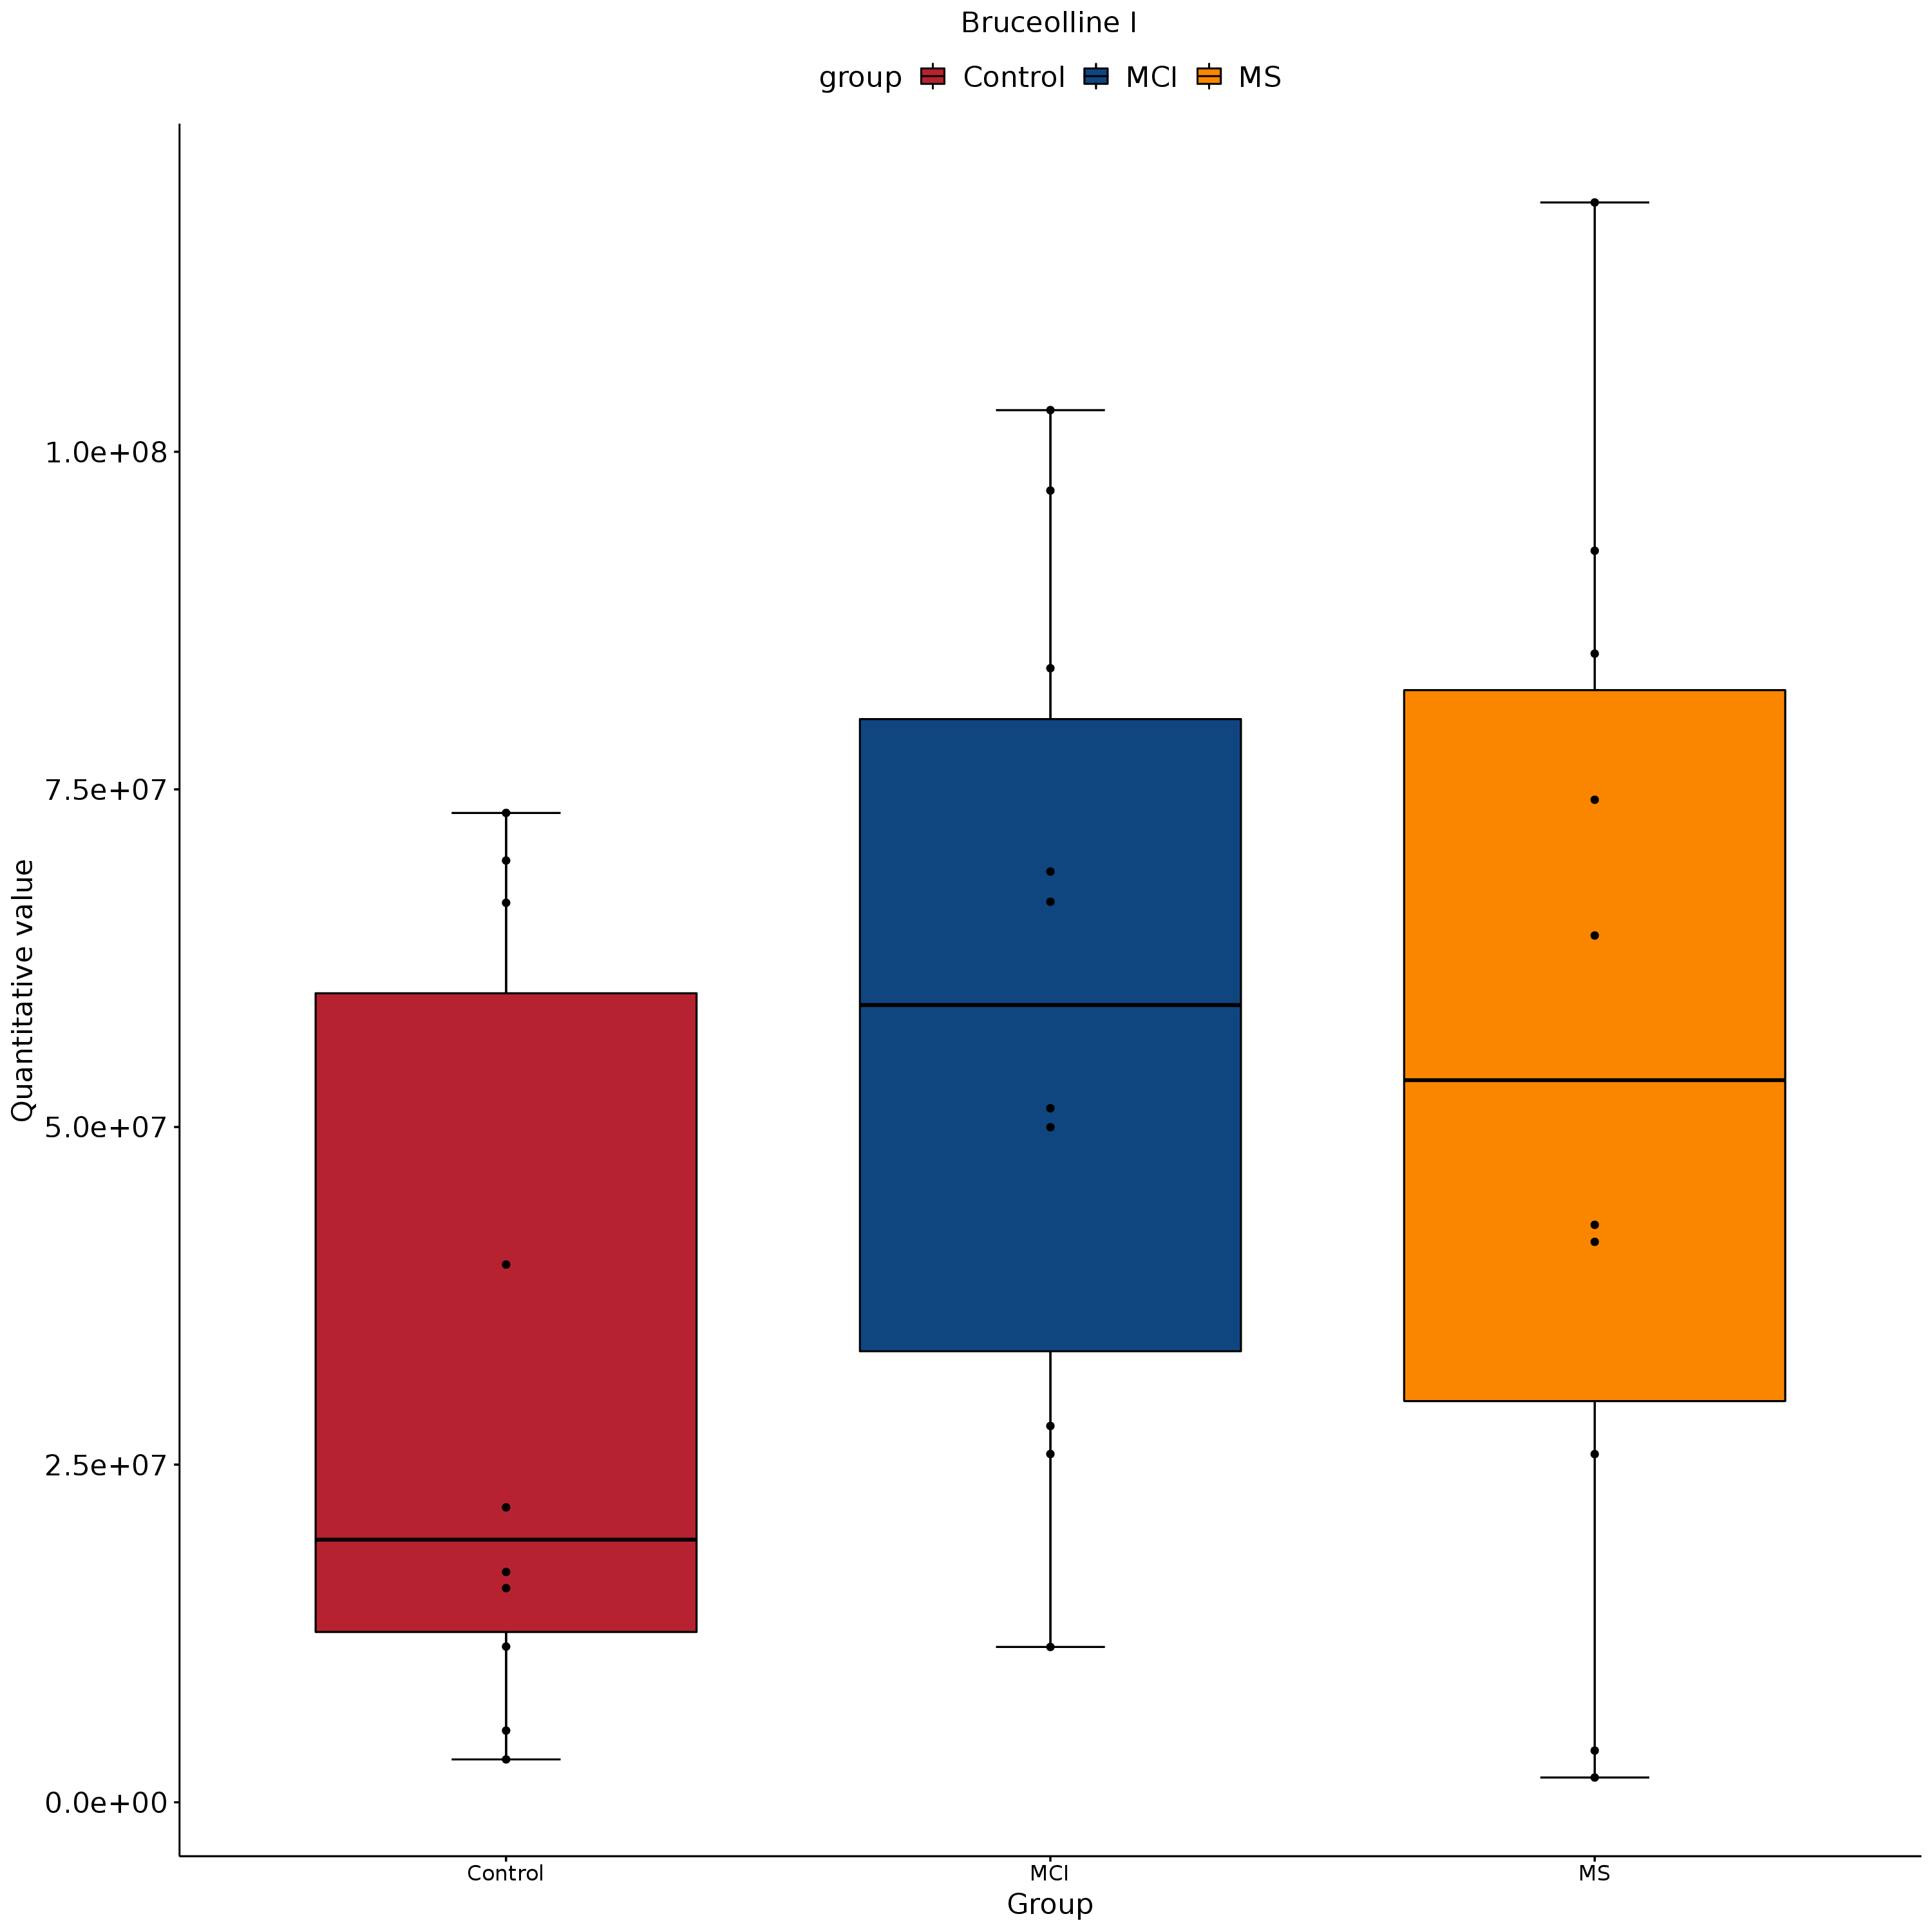 Bruceolline I
group Control MCI MS
Quantitative value
1.0e+08
7.5e+07
5.0e+07
2.5e+07
0.0e+00
Control MCI MS
Group